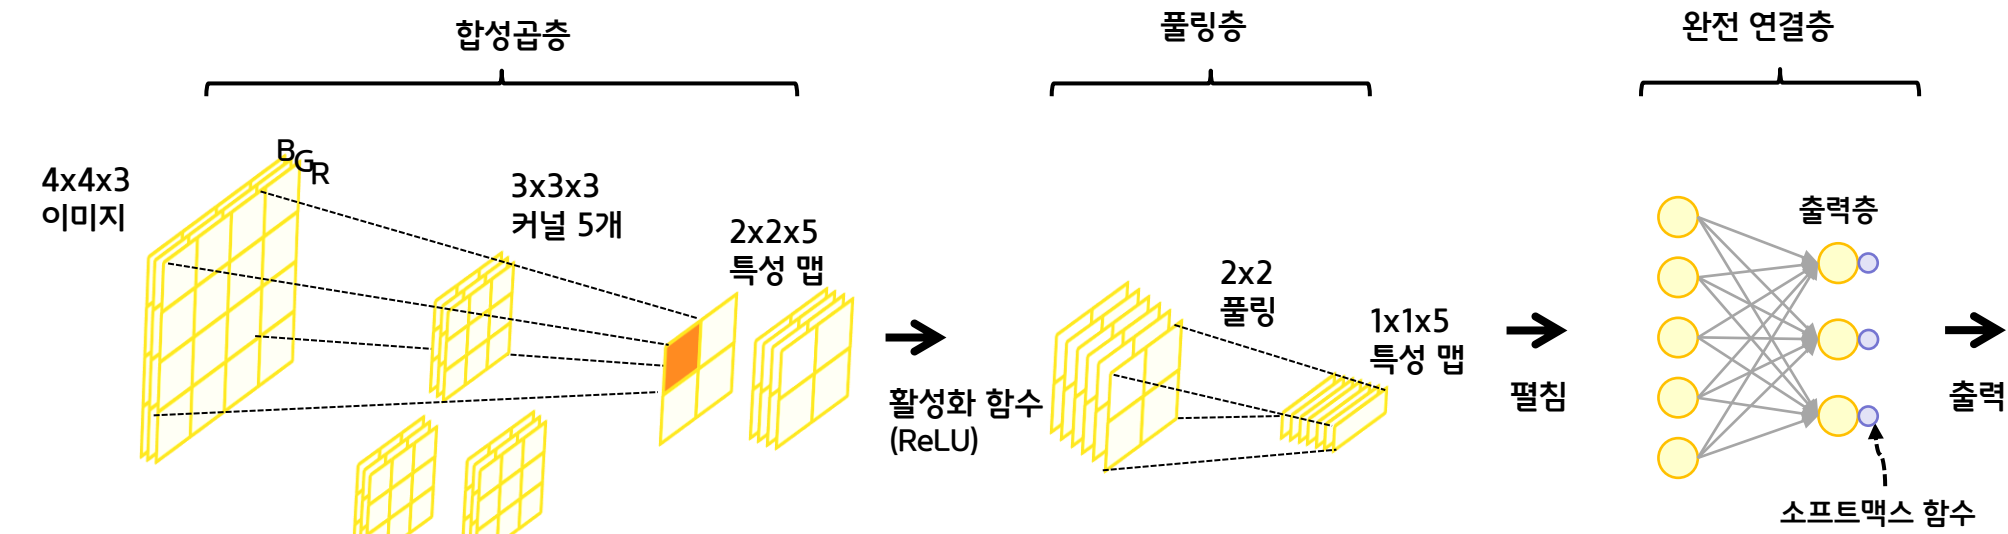 합성곱층
풀링층
완전 연결층
4x4x3
이미지
B
G
R
3x3x3
커널 5개
2x2x5
특성 맵
활성화 함수
(ReLU)
2x2
풀링
1x1x5
특성 맵
펼침
출력층
출력
소프트맥스 함수